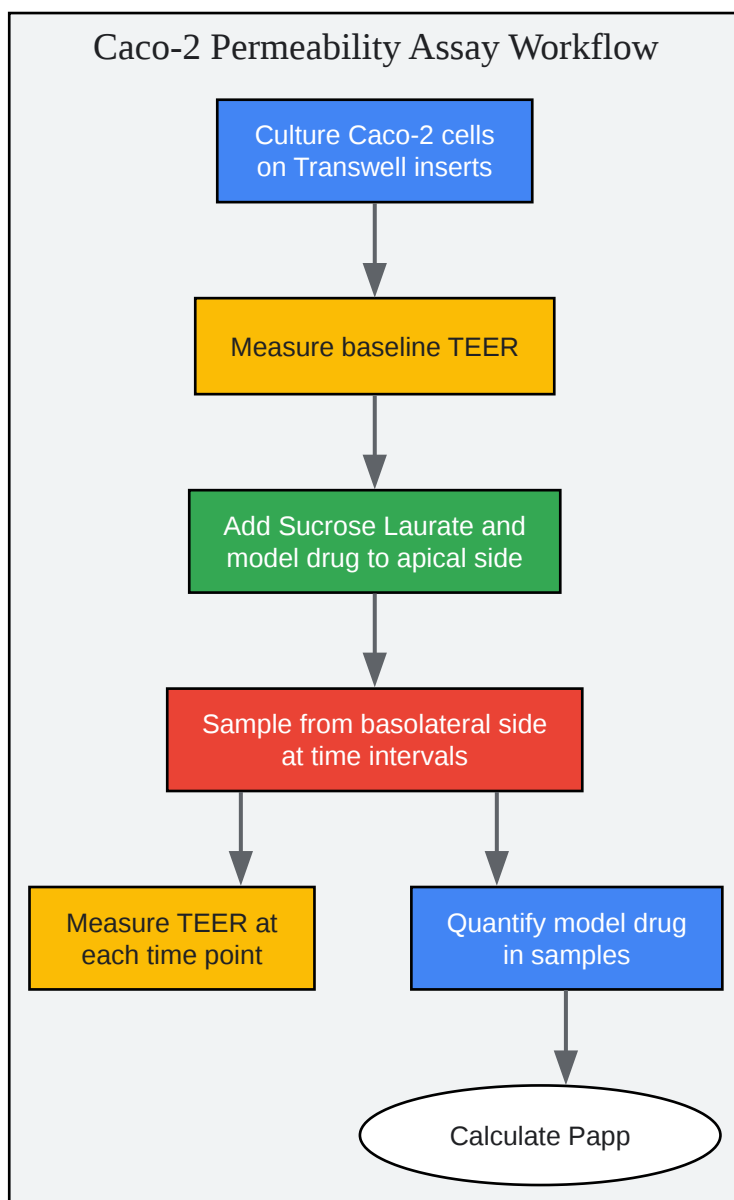 Caco-2 Permeability Assay Workflow
Culture Caco-2 cells
on Transwell inserts
Measure baseline TEER
Add Sucrose Laurate and
model drug to apical side
Sample from basolateral side
at time intervals
Measure TEER at
each time point
Quantify model drug
in samples
Calculate Papp